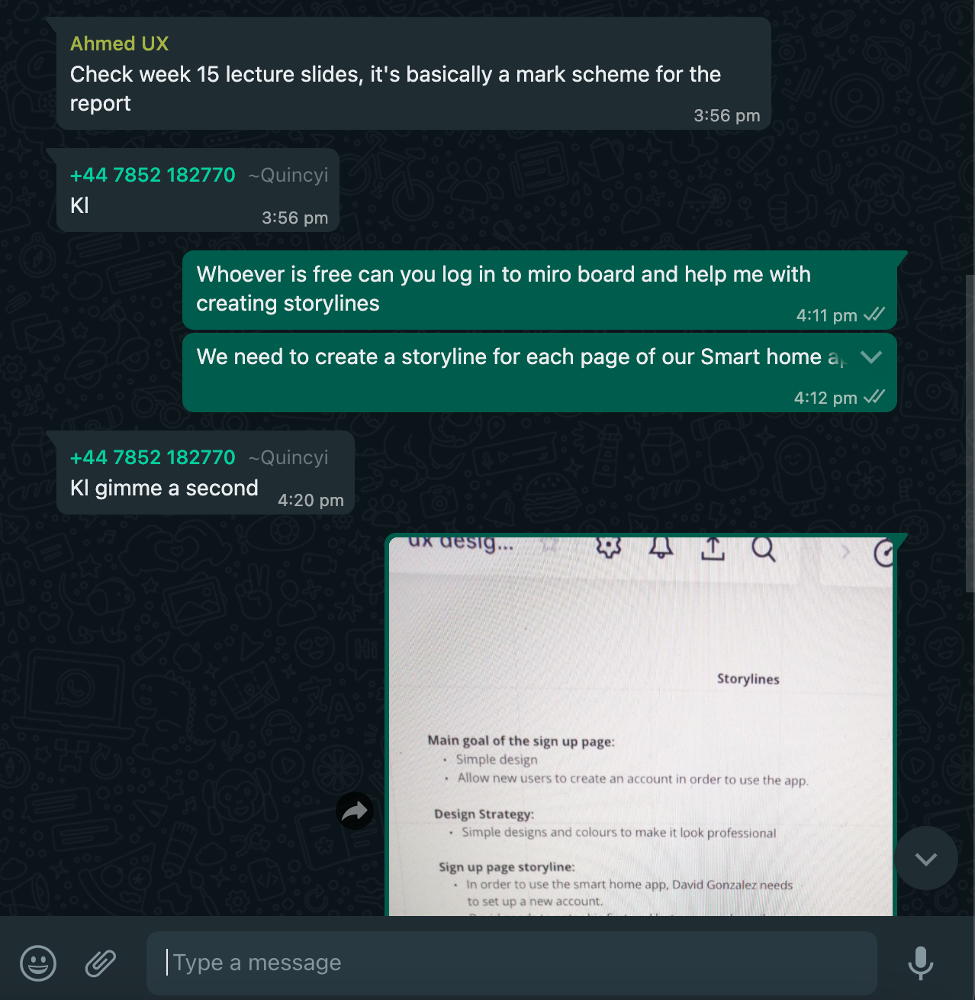 Ahmed UX
Check week 15 lecture slides, it's basically a mark scheme for the
report
3:56 pm
+44 7852 182770 ~Quincyi
Kl
3:56 pm
Whoever is free can you log in to miro board and help me with
creating storylines
4:11 pm
We need to create a storyline for each page of our Smart home
4:12 pm
+44 7852 182770 ~Quincyi
Kl gimme a second
4:20 pm
ux desig...
Storylines
Main goal of the sign up page:
• Simple design
• Allow new users to create an account in order to use the app.
Design Strategy:
• Simple designs and colours to make it look professional
Sign up page storyline:
• In order to use the smart home app, David Gonzalez needs
to set up a new account.
Type a message